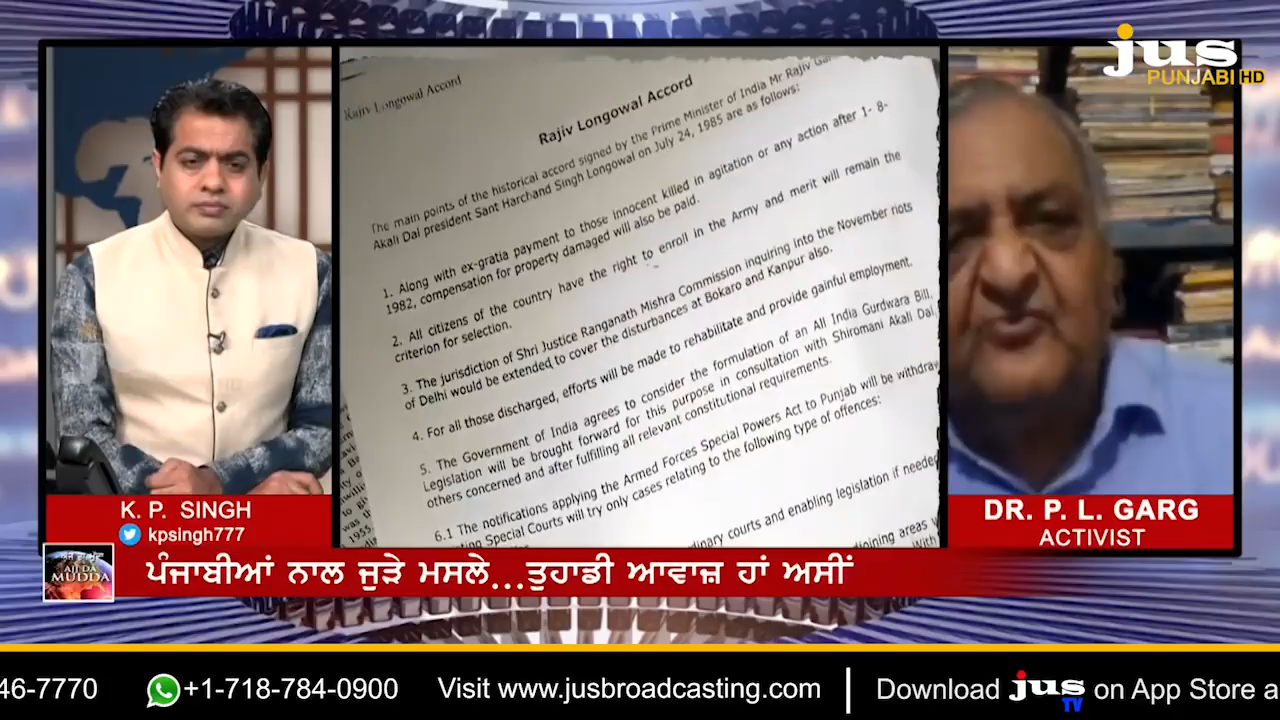 jus
PUNJABI HD
Rajiv Longowal Accord
Rajiv Longowal Accord
The main points of the historical accord signed by the Prime Minister of India Mr Rajiv
Akali Dal president Sant Harchand Singh Longowal on July 24, 1985 are as follows:
1. Along with ex-gratia payment to those innocent killed in agitation or any action after 1- 8-
1982, compensation for property damaged will also be paid.
2. All citizens of the country have the right to enroll in the Army and merit will remain the
criterion for selection.
3. The jurisdiction of Shri Justice Ranganath Mishra Commission inquiring into the November riots
of Delhi would be extended to cover the disturbances at Bokaro and Kanpur also.
4. For all those discharged, efforts will be made to rehabilitate and provide gainful employment.
5. The Government of India agrees to consider the formulation of an All India Gurdwara Bill.
Legislation will be brought forward for this purpose in consultation with Shiromani Akali Dal,
others concerned and after fulfilling all relevant constitutional requirements.
6.1 The notifications applying the Armed Forces Special Powers Act to Punjab will be
Special Courts will try only cases relating to the following type of offences:
courts and enabling legislation if needed
areas
With
1955.
K. P. SINGH
kpsingh777
DR. P. L. GARG
ACTIVIST
ਅੱਜ ਦਾ ਮੁੱਦਾ
AJJ DA
MUDDA
ਪੰਜਾਬੀਆਂ ਨਾਲ ਜੁੜੇ ਮਸਲੇ...ਤੁਹਾਡੀ ਆਵਾਜ਼ ਹਾਂ ਅਸੀਂ
46-7770 +1-718-784-0900 Visit www.jusbroadcasting.com | Download jus TV on App Store a